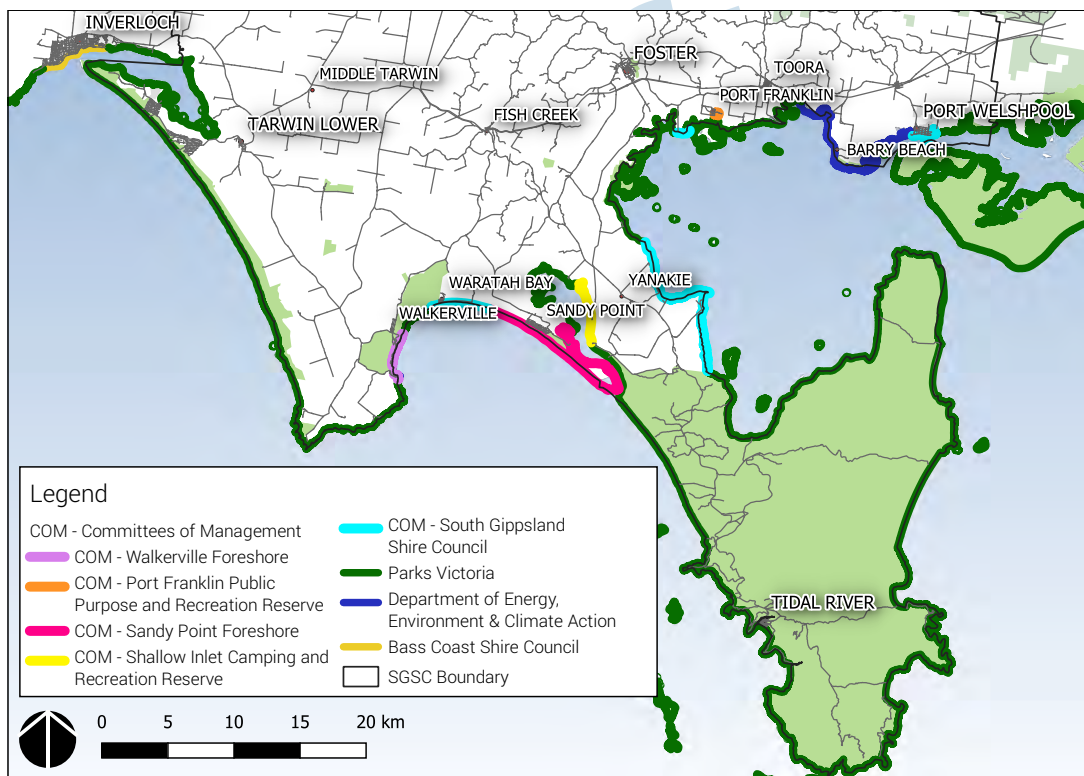 INVERLOCH
MIDDLE TARWIN
TARWIN LOWER
FISH CREEK
FOSTER
TOORA
PORT FRANKLIN
PORT WELSHPOOL
BARRY BEACH
WARATAH BAY
WALKERVILLE
SANDY POINT
YANAKIE
TIDAL RIVER
Legend
COM - Committees of Management
COM - Walkerville Foreshore
COM - Port Franklin Public
Purpose and Recreation Reserve
COM - Sandy Point Foreshore
COM - Shallow Inlet Camping and
Recreation Reserve
COM - South Gippsland
Shire Council
Parks Victoria
Department of Energy,
Environment & Climate Action
Bass Coast Shire Council
SGSC Boundary
0 5 10 15 20 km